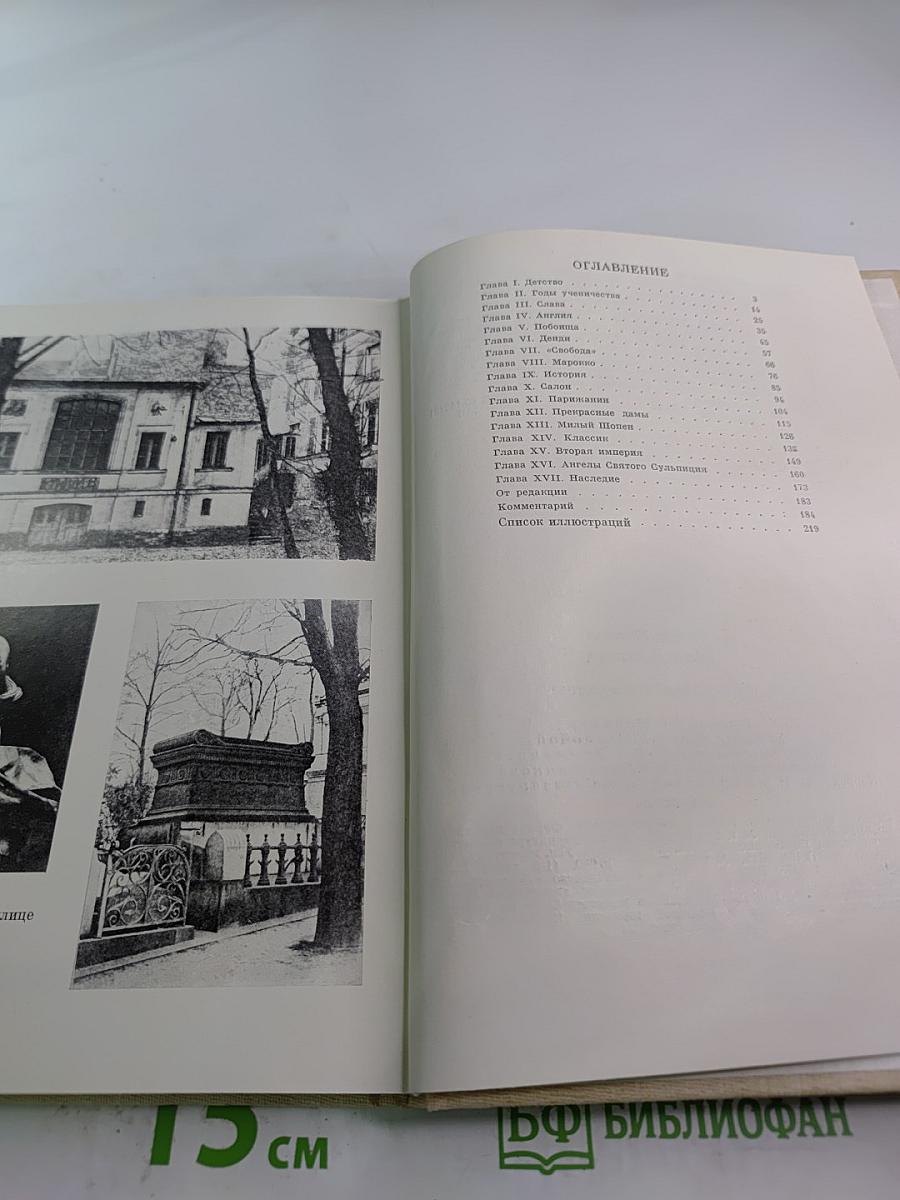 ОГЛАВЛЕНИЕ
Глава I. Детство . . . . . . . . . . 3
Глава II. Годы ученичества . . . . . . . . . . 14
Глава III. Слава . . . . . . . . . . 25
Глава IV. Англия . . . . . . . . . . 35
Глава V. Побоища . . . . . . . . . . 45
Глава VI. Денди . . . . . . . . . . 57
Глава VII. «Свобода» . . . . . . . . . . 66
Глава VIII. Марокко . . . . . . . . . . 76
Глава IX. История . . . . . . . . . . 85
Глава X. Салон . . . . . . . . . . 94
Глава XI. Парижанин . . . . . . . . . . 104
Глава XII. Прекрасные дамы . . . . . . . . . . 115
Глава XIII. Милый Шопен . . . . . . . . . . 126
Глава XIV. Классик . . . . . . . . . . 138
Глава XV. Вторая империя . . . . . . . . . . 149
Глава XVI. Ангелы Святого Сульпиция . . . . . . . . . . 160
Глава XVII. Наследие . . . . . . . . . . 173
От редакции . . . . . . . . . . 183
Комментарий . . . . . . . . . . 184
Список иллюстраций . . . . . . . . . . 219
лице
15 см
БФ БИБЛИОФАН